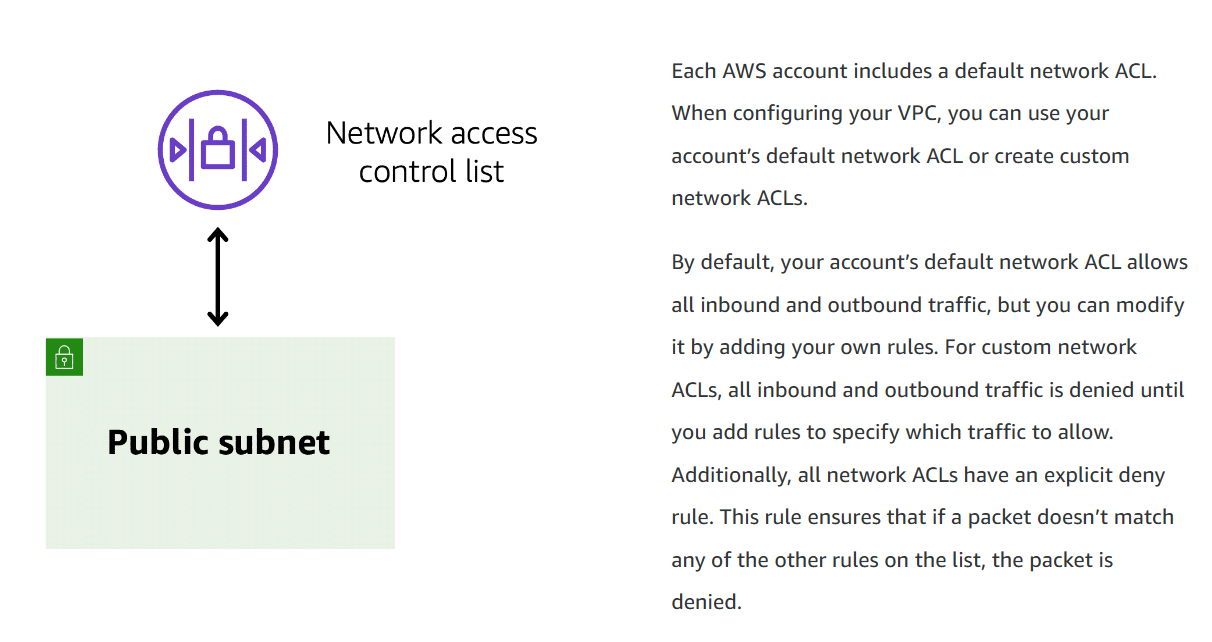 Network access
control list
Public subnet
Each AWS account includes a default network ACL.
When configuring your VPC, you can use your
account’s default network ACL or create custom
network ACLs.
By default, your account’s default network ACL allows
all inbound and outbound traffic, but you can modify
it by adding your own rules. For custom network
ACLs, all inbound and outbound traffic is denied until
you add rules to specify which traffic to allow.
Additionally, all network ACLs have an explicit deny
rule. This rule ensures that if a packet doesn’t match
any of the other rules on the list, the packet is
denied.